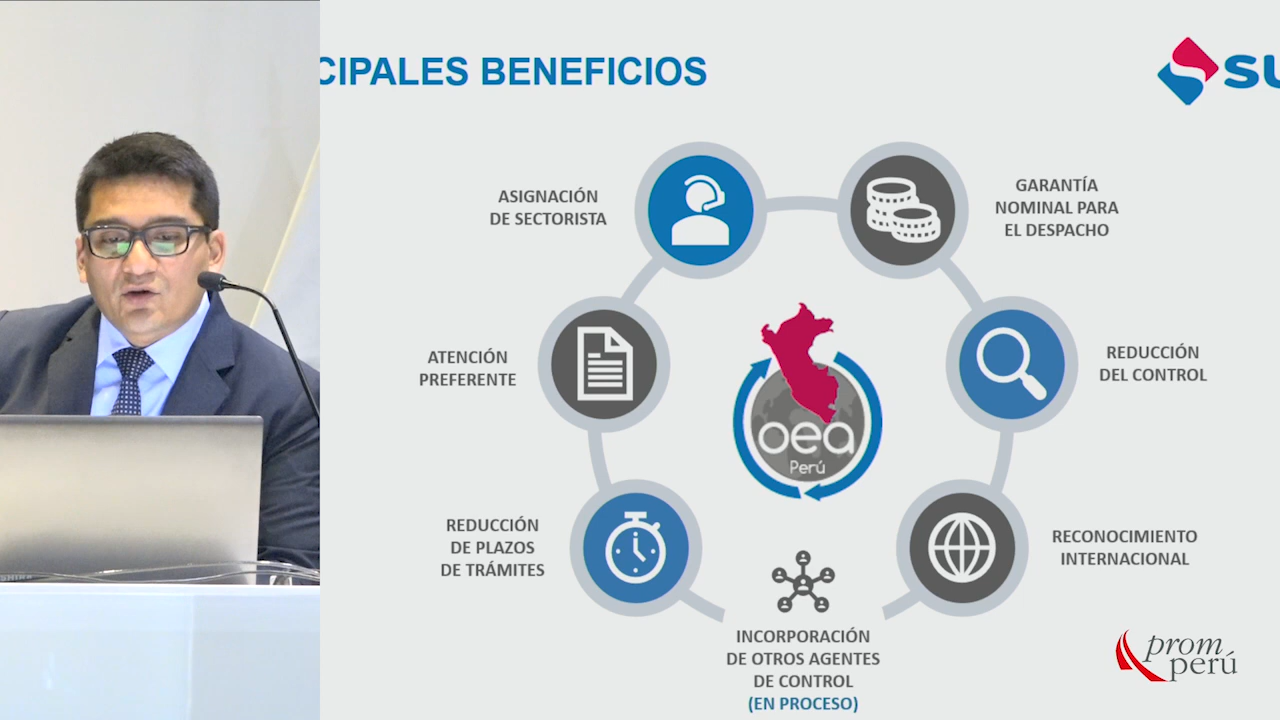 CIPALES BENEFICIOS
SU
ASIGNACIÓN
DE SECTORISTA
GARANTÍA
NOMINAL PARA
EL DESPACHO
ATENCIÓN
PREFERENTE
REDUCCIÓN
DEL CONTROL
oea
Perú
REDUCCIÓN
DE PLAZOS
DE TRÁMITES
RECONOCIMIENTO
INTERNACIONAL
INCORPORACIÓN
DE OTROS AGENTES
DE CONTROL
(EN PROCESO)
prom
perú